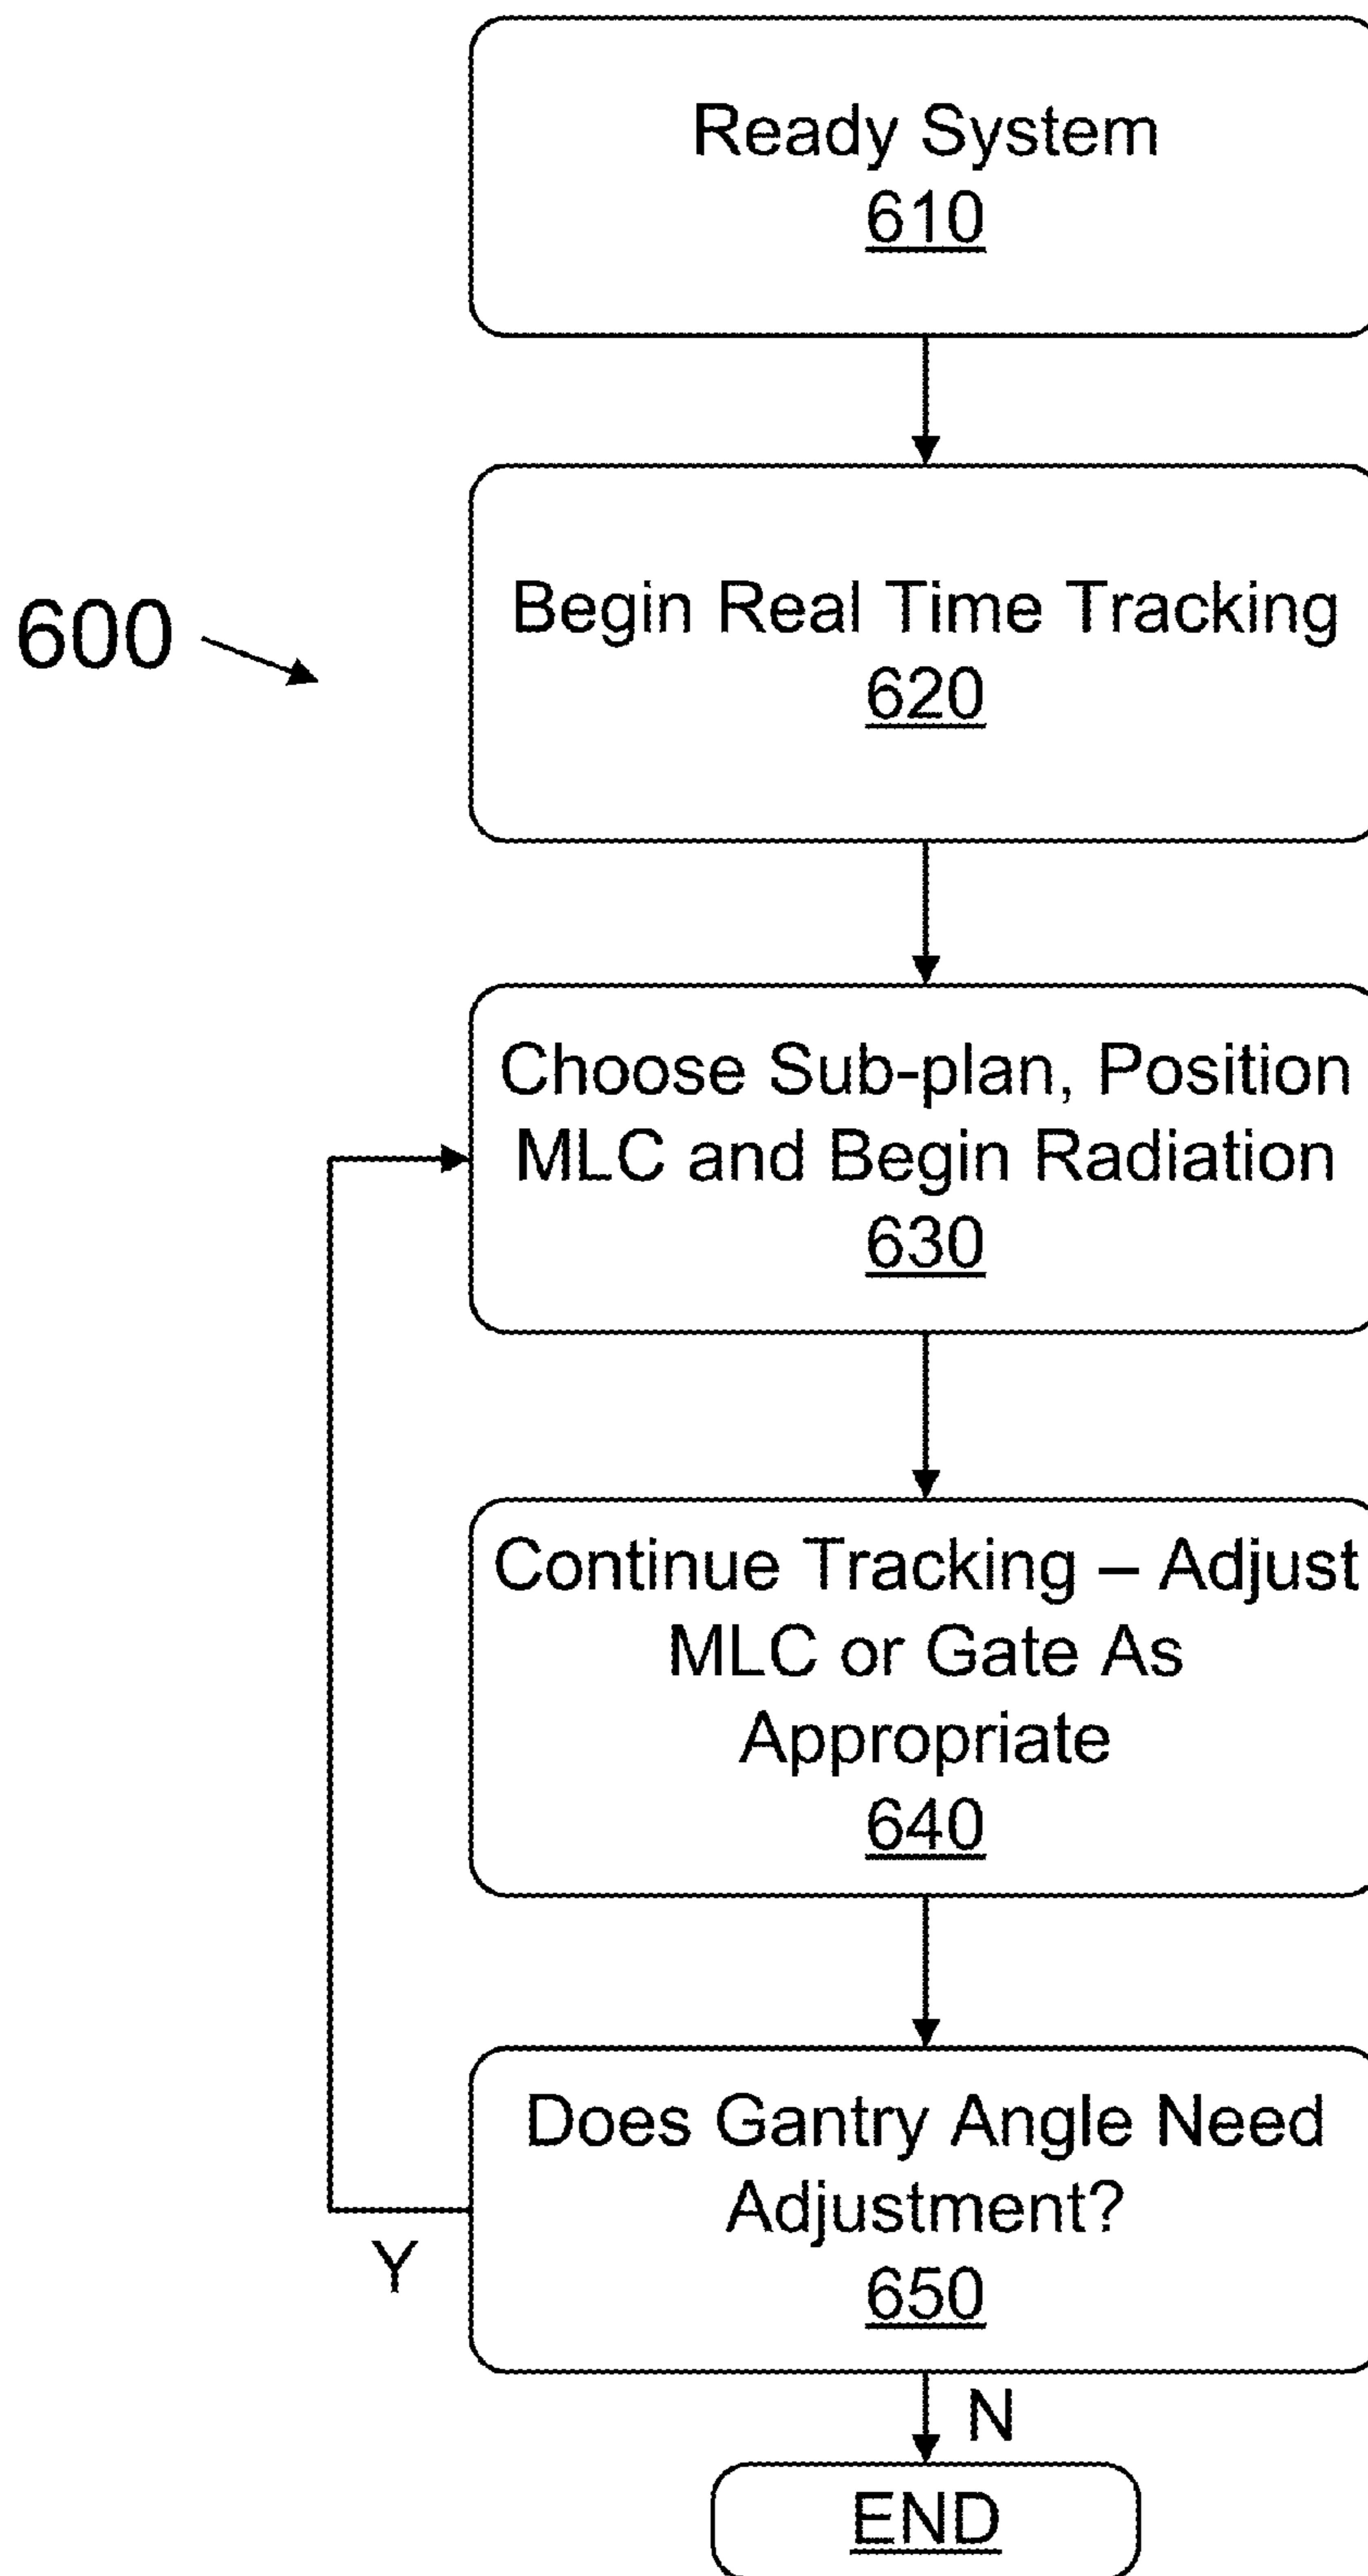 Ready System
610
600
Begin Real Time Tracking
620
Choose Sub-plan, Position
MLC and Begin Radiation
630
Continue Tracking – Adjust
MLC or Gate As
Appropriate
640
Does Gantry Angle Need
Adjustment?
650
Y
N
END